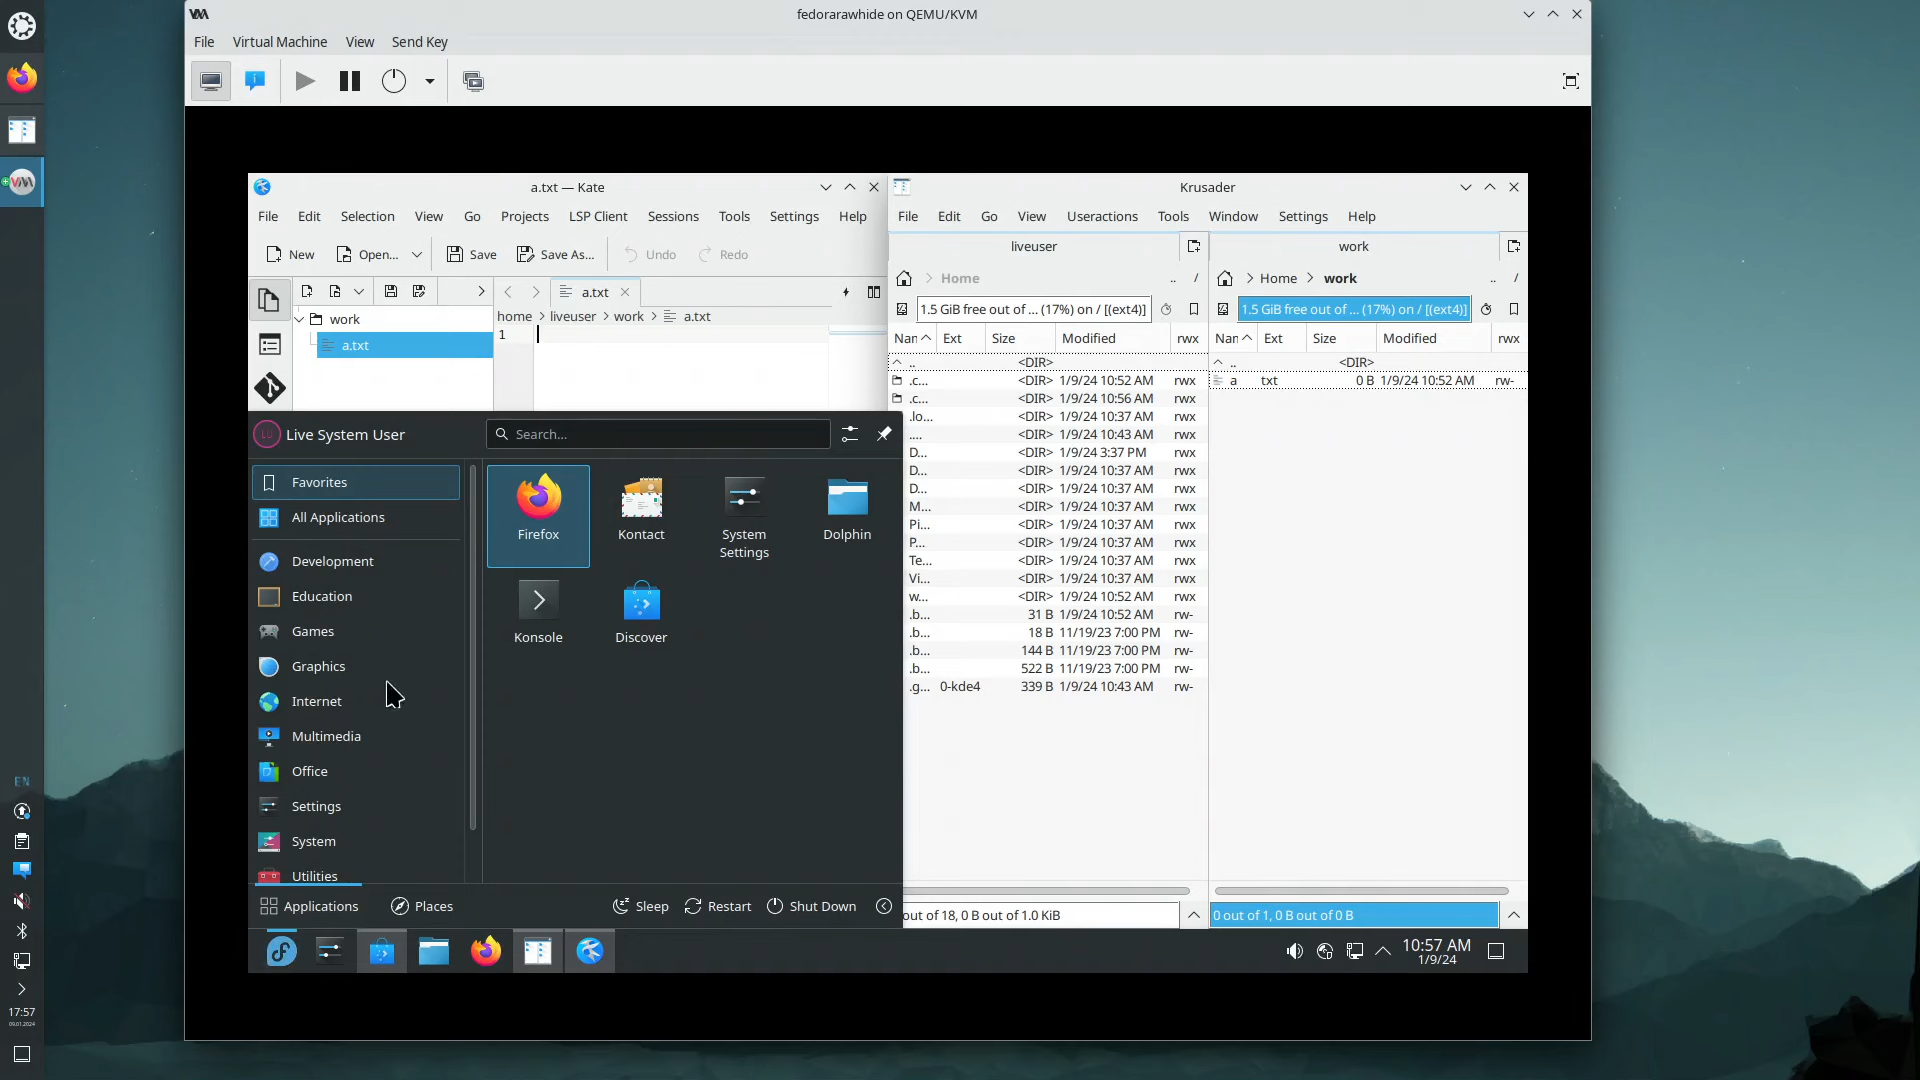 fedorarawhide on QEMU/KVM
File Virtual Machine View Send Key
a.txt — Kate
File Edit Selection View Go Projects LSP Client Sessions Tools Settings Help
New Open... Save Save As... Undo Redo
a.txt
work
a.txt
home liveuser work a.txt
1
Krusader
File Edit Go View Useractions Tools Window Settings Help
liveuser
Home .. /
1.5 GiB free out of ... (17%) on / [(ext4)]
Nar Ext Size Modified rwx
.. <DIR>
.c... <DIR> 1/9/24 10:52 AM rwx
.c... <DIR> 1/9/24 10:56 AM rwx
.lo... <DIR> 1/9/24 10:37 AM rwx
.... <DIR> 1/9/24 10:43 AM rwx
D... <DIR> 1/9/24 3:37 PM rwx
D... <DIR> 1/9/24 10:37 AM rwx
D... <DIR> 1/9/24 10:37 AM rwx
M... <DIR> 1/9/24 10:37 AM rwx
Pi... <DIR> 1/9/24 10:37 AM rwx
P... <DIR> 1/9/24 10:37 AM rwx
Te... <DIR> 1/9/24 10:37 AM rwx
Vi... <DIR> 1/9/24 10:37 AM rwx
w... <DIR> 1/9/24 10:52 AM rwx
.b... 31 B 1/9/24 10:52 AM rw-
.b... 18 B 11/19/23 7:00 PM rw-
.b... 144 B 11/19/23 7:00 PM rw-
.b... 522 B 11/19/23 7:00 PM rw-
.g... 0-kde4 339 B 1/9/24 10:43 AM rw-
out of 18, 0 B out of 1.0 KiB
work
Home work .. /
1.5 GiB free out of ... (17%) on / [(ext4)]
Nar Ext Size Modified rwx
.. <DIR>
a txt 0 B 1/9/24 10:52 AM rw-
0 out of 1, 0 B out of 0 B
LU Live System User
Search...
Favorites
All Applications
Development
Education
Games
Graphics
Internet
Multimedia
Office
Settings
System
Utilities
Firefox
Kontact
System
Settings
Dolphin
Konsole
Discover
Applications Places Sleep Restart Shut Down
10:57 AM
1/9/24
EN
17:57
09.01.2024